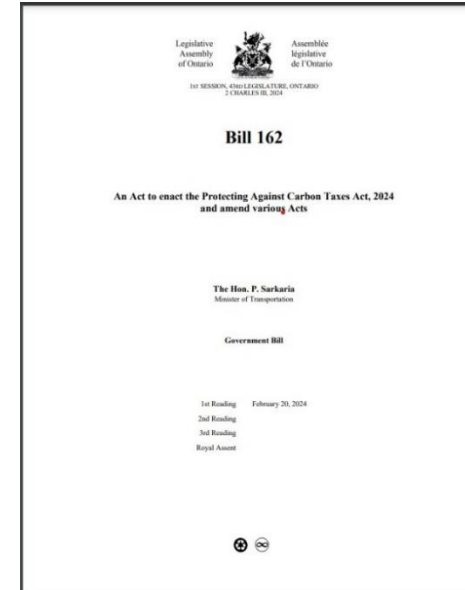 Legislative
Assembly
of Ontario
Assemblée
législative
de l'Ontario
1ST SESSION, 43RD LEGISLATURE, ONTARIO
2 CHARLES III, 2024
Bill 162
An Act to enact the Protecting Against Carbon Taxes Act, 2024
and amend various Acts
The Hon. P. Sarkaria
Minister of Transportation
Government Bill
1st Reading February 20, 2024
2nd Reading
3rd Reading
Royal Assent